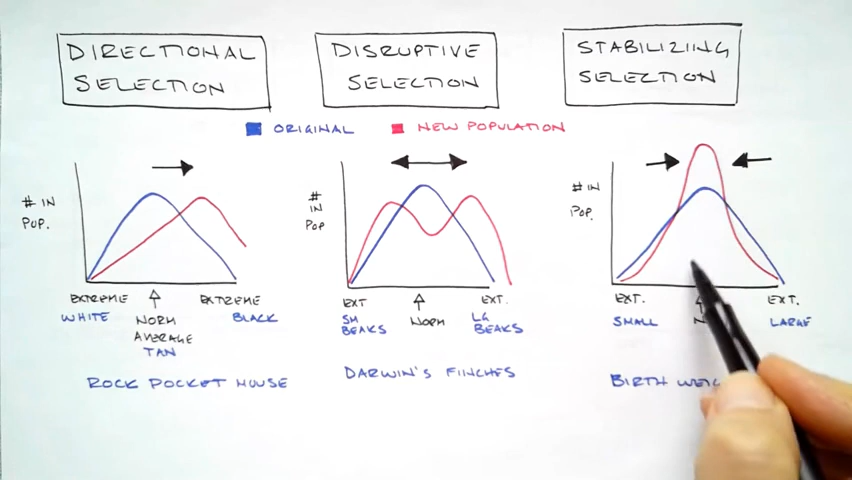 DIRECTIONAL
SELECTION
DISRUPTIVE
SELECTION
STABILIZING
SELECTION
ORIGINAL
NEW POPULATION
# IN
POP.
EXTREME
WHITE
NORM
AVERAGE
TAN
EXTREME
BLACK
ROCK POCKET MOUSE
#
IN
POP
EXT
SM
BEAKS
NORM
EXT.
LG
BEAKS
DARWIN'S FINCHES
# IN
POP.
EXT.
SMALL
EXT.
LARGE
BIRTH